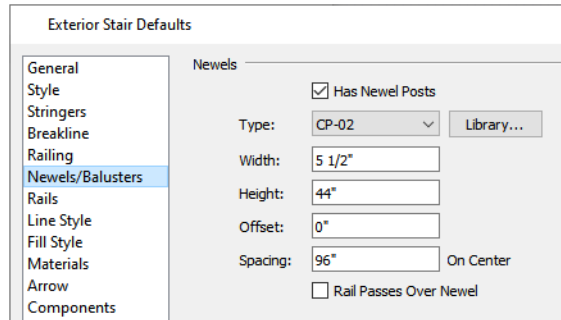 Exterior Stair Defaults
General
Style
Stringers
Breakline
Railing
Newels/Balusters
Rails
Line Style
Fill Style
Materials
Arrow
Components
Newels
Has Newel Posts
Type: CP-02 Library...
Width: 5 1/2"
Height: 44"
Offset: 0"
Spacing: 96" On Center
Rail Passes Over Newel